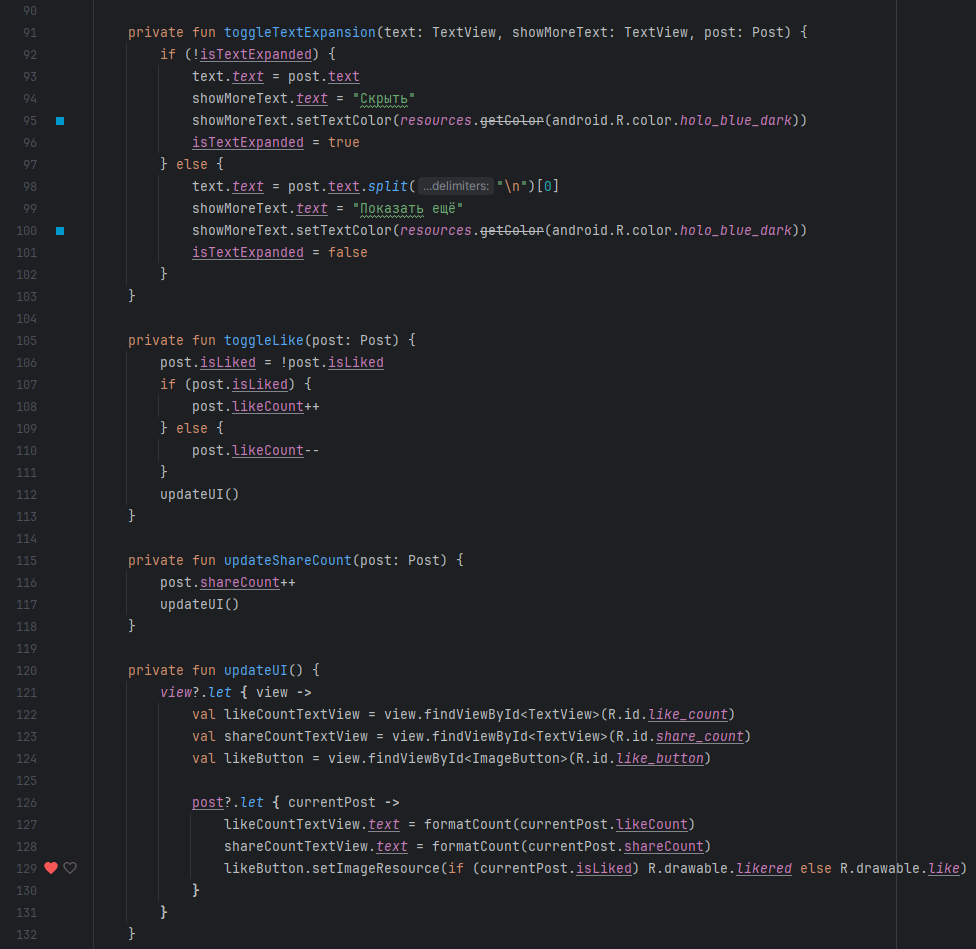 90
91 private fun toggleTextExpansion(text: TextView, showMoreText: TextView, post: Post) {
92 if (!isTextExpanded) {
93 text.text = post.text
94 showMoreText.text = "Скрыть"
95 showMoreText.setTextColor(resources.getColor(android.R.color.holo_blue_dark))
96 isTextExpanded = true
97 } else {
98 text.text = post.text.split( ...delimiters: "\n")[0]
99 showMoreText.text = "Показать ещё"
100 showMoreText.setTextColor(resources.getColor(android.R.color.holo_blue_dark))
101 isTextExpanded = false
102 }
103 }
104
105 private fun toggleLike(post: Post) {
106 post.isLiked = !post.isLiked
107 if (post.isLiked) {
108 post.likeCount++
109 } else {
110 post.likeCount--
111 }
112 updateUI()
113 }
114
115 private fun updateShareCount(post: Post) {
116 post.shareCount++
117 updateUI()
118 }
119
120 private fun updateUI() {
121 view?.let { view ->
122 val likeCountTextView = view.findViewById<TextView>(R.id.like_count)
123 val shareCountTextView = view.findViewById<TextView>(R.id.share_count)
124 val likeButton = view.findViewById<ImageButton>(R.id.like_button)
125
126 post?.let { currentPost ->
127 likeCountTextView.text = formatCount(currentPost.likeCount)
128 shareCountTextView.text = formatCount(currentPost.shareCount)
129 likeButton.setImageResource(if (currentPost.isLiked) R.drawable.likered else R.drawable.like)
130 }
131 }
132 }